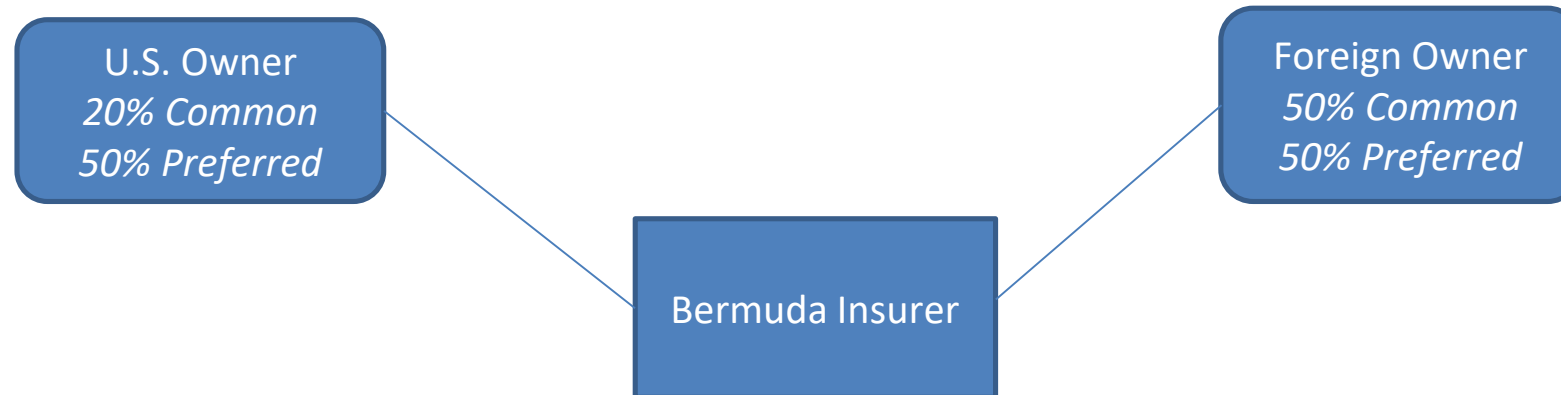 U.S. Owner
20% Common
50% Preferred
Foreign Owner
50% Common
50% Preferred
Bermuda Insurer